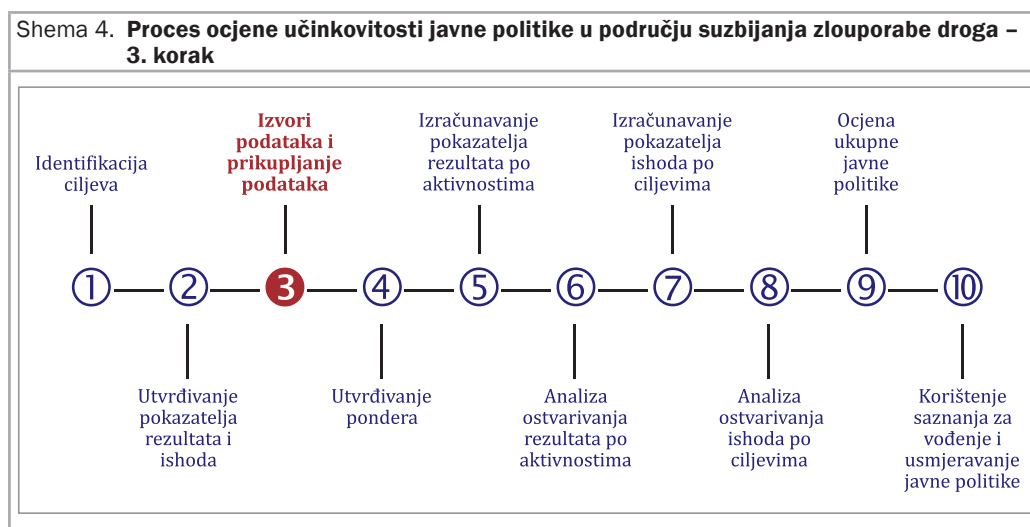 Shema 4. Proces ocjene učinkovitosti javne politike u području suzbijanja zlouporabe droga –
3. korak
Identifikacija
ciljeva
Izvori
podataka i
prikupljanje
podataka
Izračunavanje
pokazatelja
rezultata po
aktivnostima
Izračunavanje
pokazatelja
ishoda po
ciljevima
Ocjena
ukupne
javne
politike
1 2 3 4 5 6 7 8 9 10
Utvrđivanje
pokazatelja
rezultata i
ishoda
Utvrđivanje
pondera
Analiza
ostvarivanja
rezultata po
aktivnostima
Analiza
ostvarivanja
ishoda po
ciljevima
Korištenje
saznanja za
vođenje i
usmjeravanje
javne politike